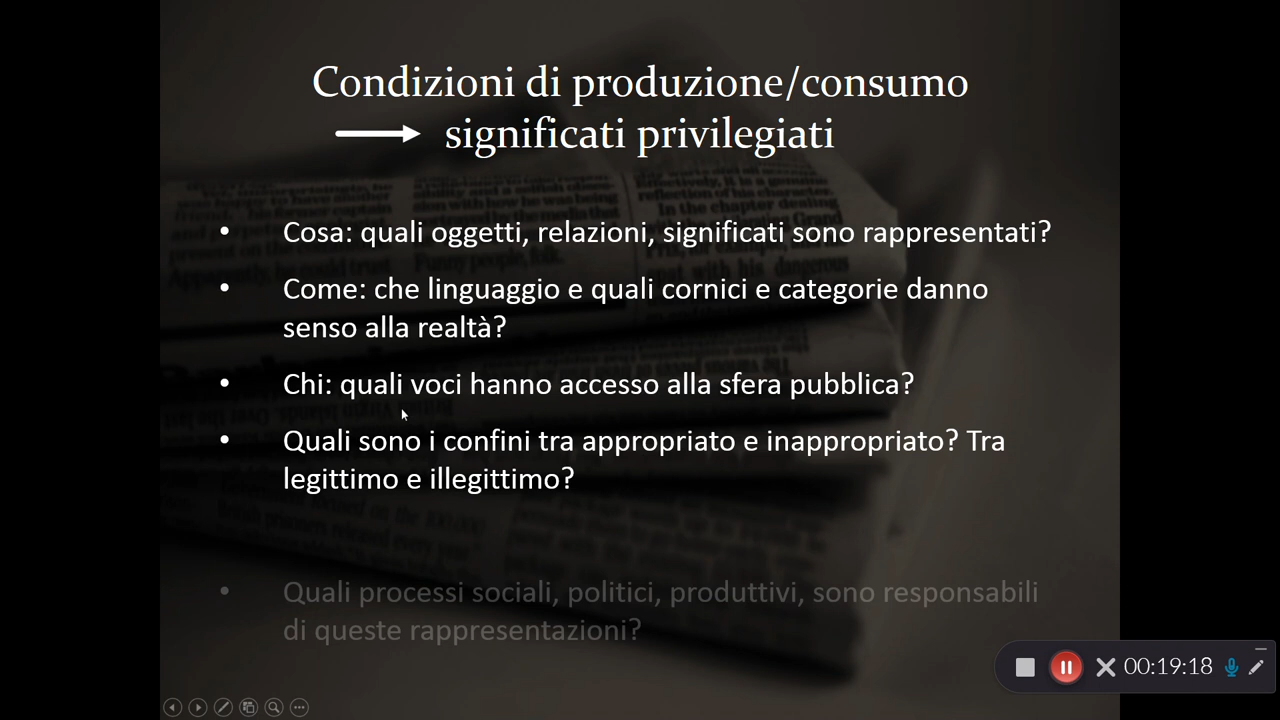 Condizioni di produzione/consumo
significati privilegiati
• Cosa: quali oggetti, relazioni, significati sono rappresentati?
• Come: che linguaggio e quali cornici e categorie danno
senso alla realtà?
• Chi: quali voci hanno accesso alla sfera pubblica?
• Quali sono i confini tra appropriato e inappropriato? Tra
legittimo e illegittimo?
• Quali processi sociali, politici, produttivi, sono responsabili
di queste rappresentazioni?
00:19:18